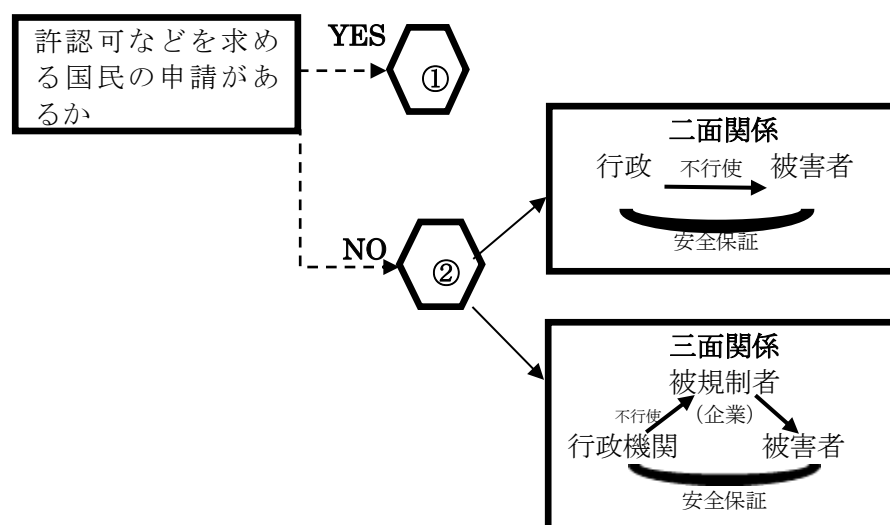 許認可などを求め
る国民の申請があ
るか
YES
①
NO
②
二面関係
行政 不行使 被害者
安全保証
三面関係
被規制者
不行使 (企業)
行政機関 被害者
安全保証